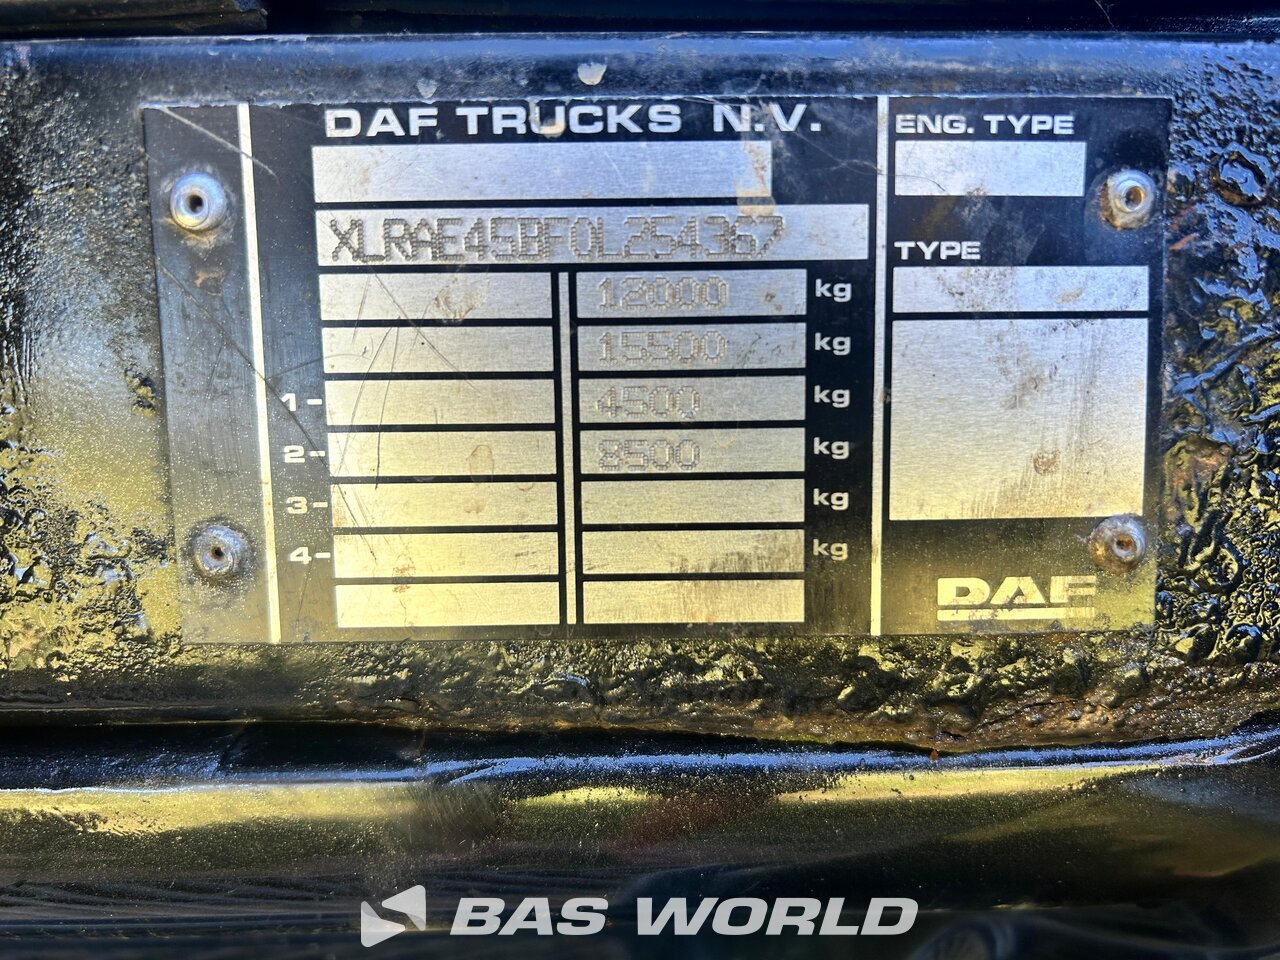 DAF TRUCKS N.V.
ENG. TYPE
XLRAE45BF0L254367
TYPE
12000 kg
15500 kg
1- 4500 kg
2- 8500 kg
3- kg
4- kg
DAF
BAS WORLD